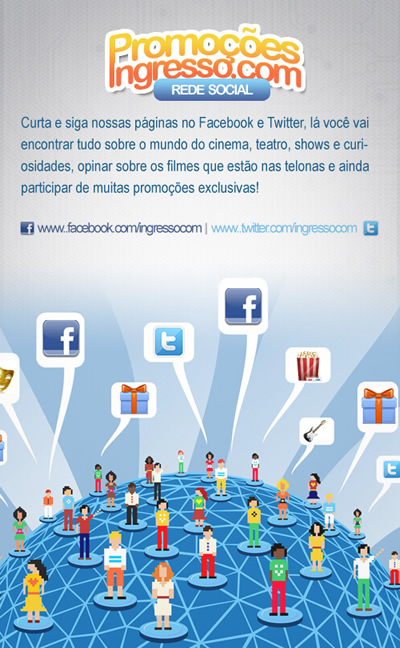 Promoções
Ingresso.com
REDE SOCIAL
Curta e siga nossas páginas no Facebook e Twitter, lá você vai
encontrar tudo sobre o mundo do cinema, teatro, shows e curi-
osidades, opinar sobre os filmes que estão nas telonas e ainda
participar de muitas promoções exclusivas!
f www..facebook.com/ingressocom | www..twitter.com/ingressocom t
f
f
t
t